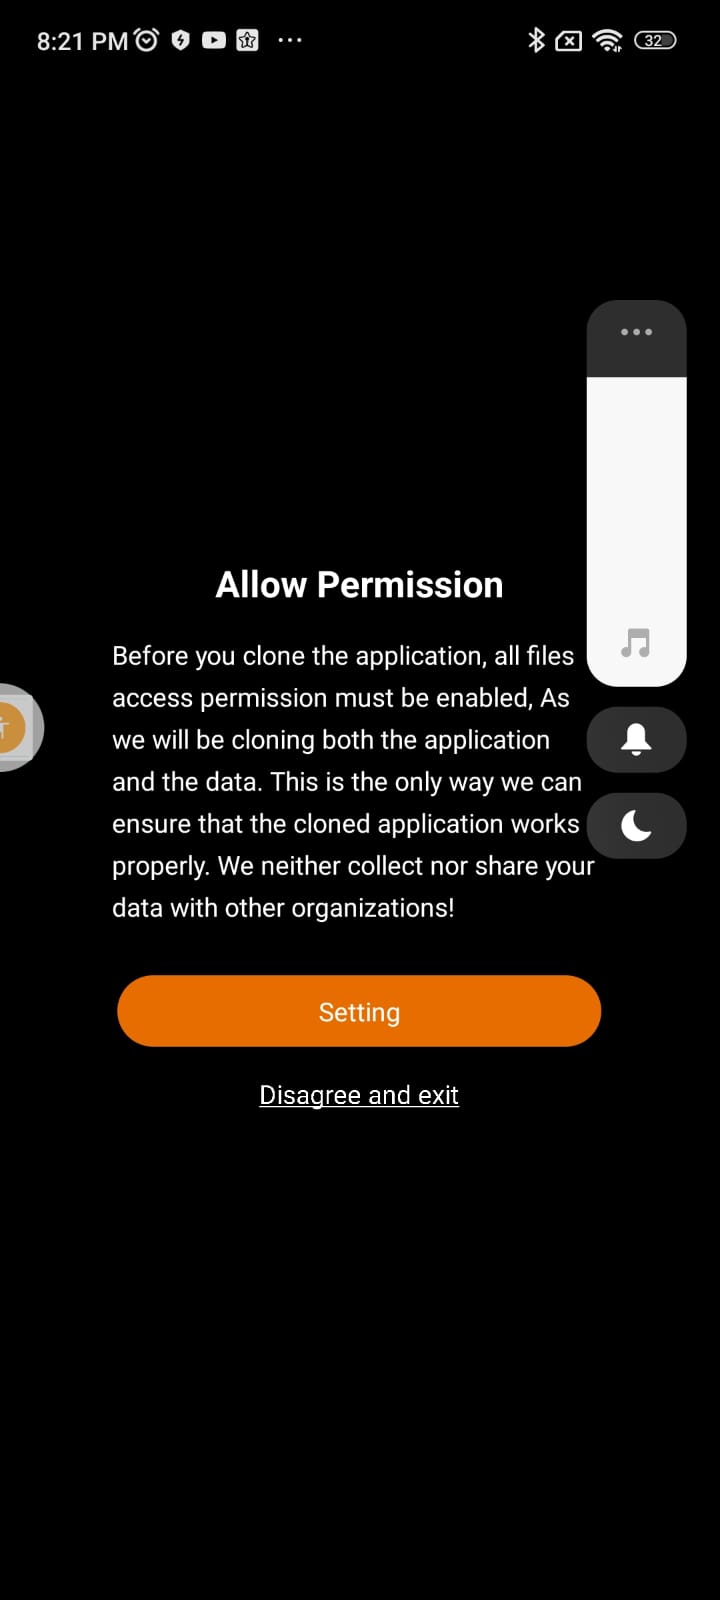 8:21 PM
32
Allow Permission
Before you clone the application, all files
access permission must be enabled, As
we will be cloning both the application
and the data. This is the only way we can
ensure that the cloned application works
properly. We neither collect nor share your
data with other organizations!
Setting
Disagree and exit